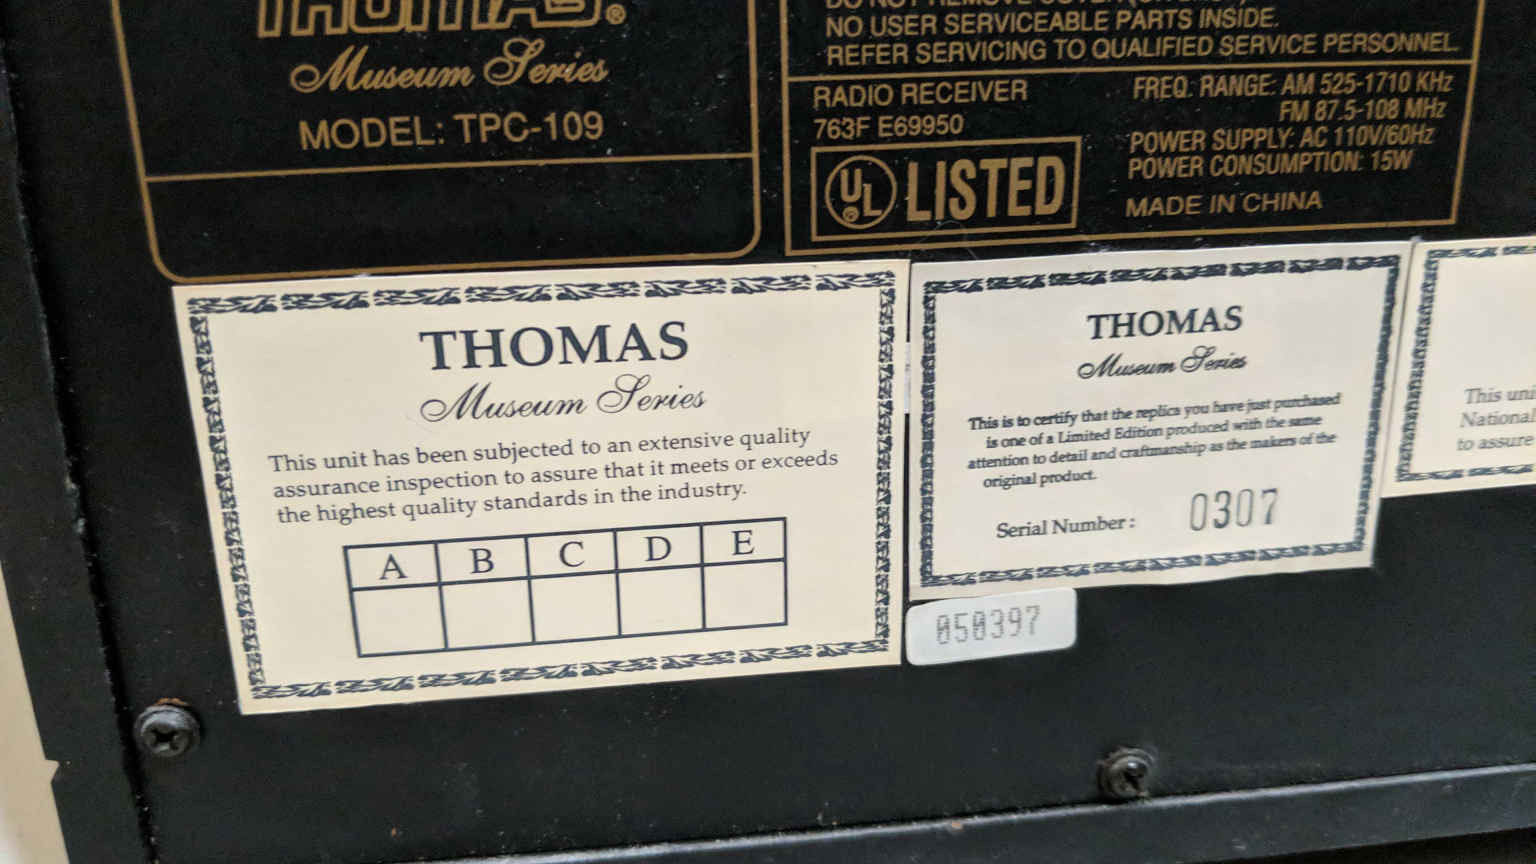 THOMAS®
Museum Series
MODEL: TPC-109
NO USER SERVICEABLE PARTS INSIDE.
REFER SERVICING TO QUALIFIED SERVICE PERSONNEL.
RADIO RECEIVER
763F E69950
UL LISTED
FREQ. RANGE: AM 525-1710 KHz
FM 87.5-108 MHz
POWER SUPPLY: AC 110V/60Hz
POWER CONSUMPTION: 15W
MADE IN CHINA
THOMAS
Museum Series
This unit has been subjected to an extensive quality
assurance inspection to assure that it meets or exceeds
the highest quality standards in the industry.
A B C D E
THOMAS
Museum Series
This is to certify that the replica you have just purchased
is one of a Limited Edition produced with the same
attention to detail and craftmanship as the makers of the
original product.
Serial Number: 0307
050397
This
National
to assure